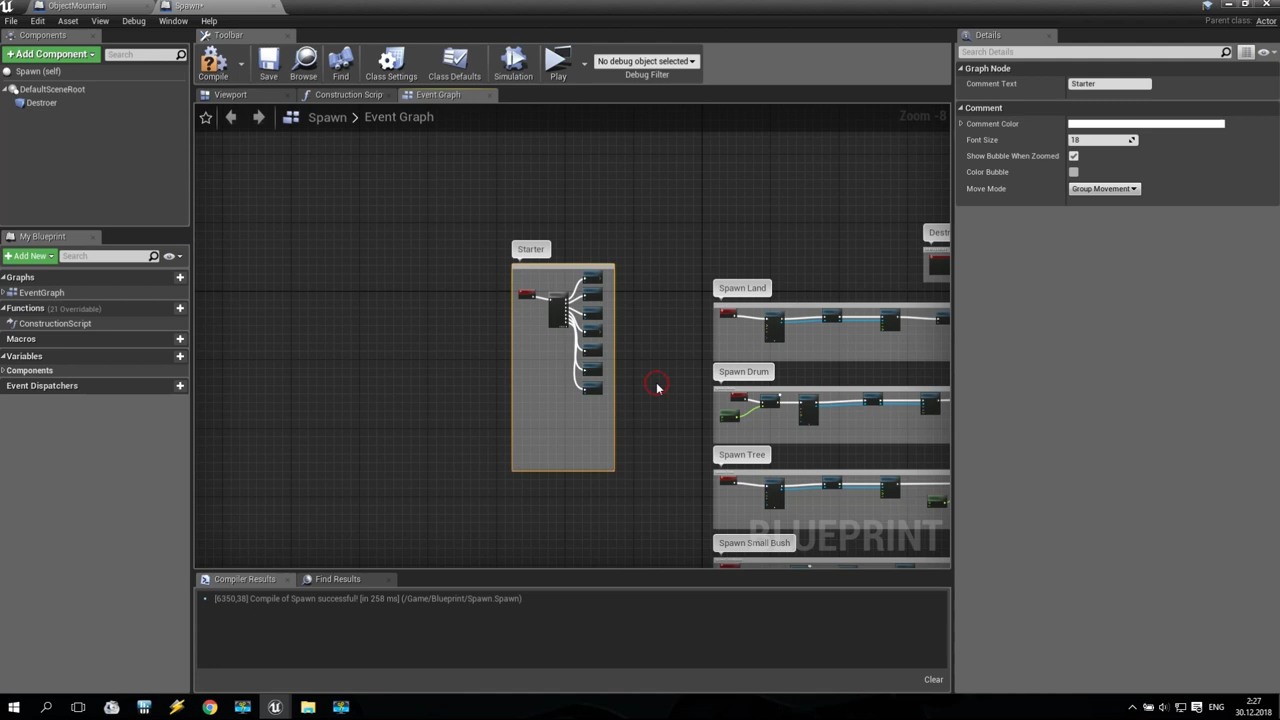 ObjectMountain
Spawn*
File Edit Asset View Debug Window Help
Parent class: Actor
Components
Toolbar
Details
Add Component
Search
Search Details
Spawn (self)
DefaultSceneRoot
Destroer
Compile
Save
Browse
Find
Class Settings
Class Defaults
Simulation
Play
No debug object selected
Debug Filter
Graph Node
Comment Text Starter
Comment
Comment Color
Font Size 18
Show Bubble When Zoomed
Color Bubble
Move Mode Group Movement
Viewport
Construction Scrip
Event Graph
Spawn
Event Graph
Zoom -8
My Blueprint
Add New
Search
Graphs
EventGraph
Functions (21 Overridable)
ConstructionScript
Macros
Variables
Components
Event Dispatchers
Starter
Destr
Spawn Land
Spawn Drum
Spawn Tree
Spawn Small Bush
BLUEPRINT
Compiler Results
Find Results
[6350,38] Compile of Spawn successful! [in 258 ms] (/Game/Blueprint/Spawn.Spawn)
Clear
ENG
2:27
30.12.2018